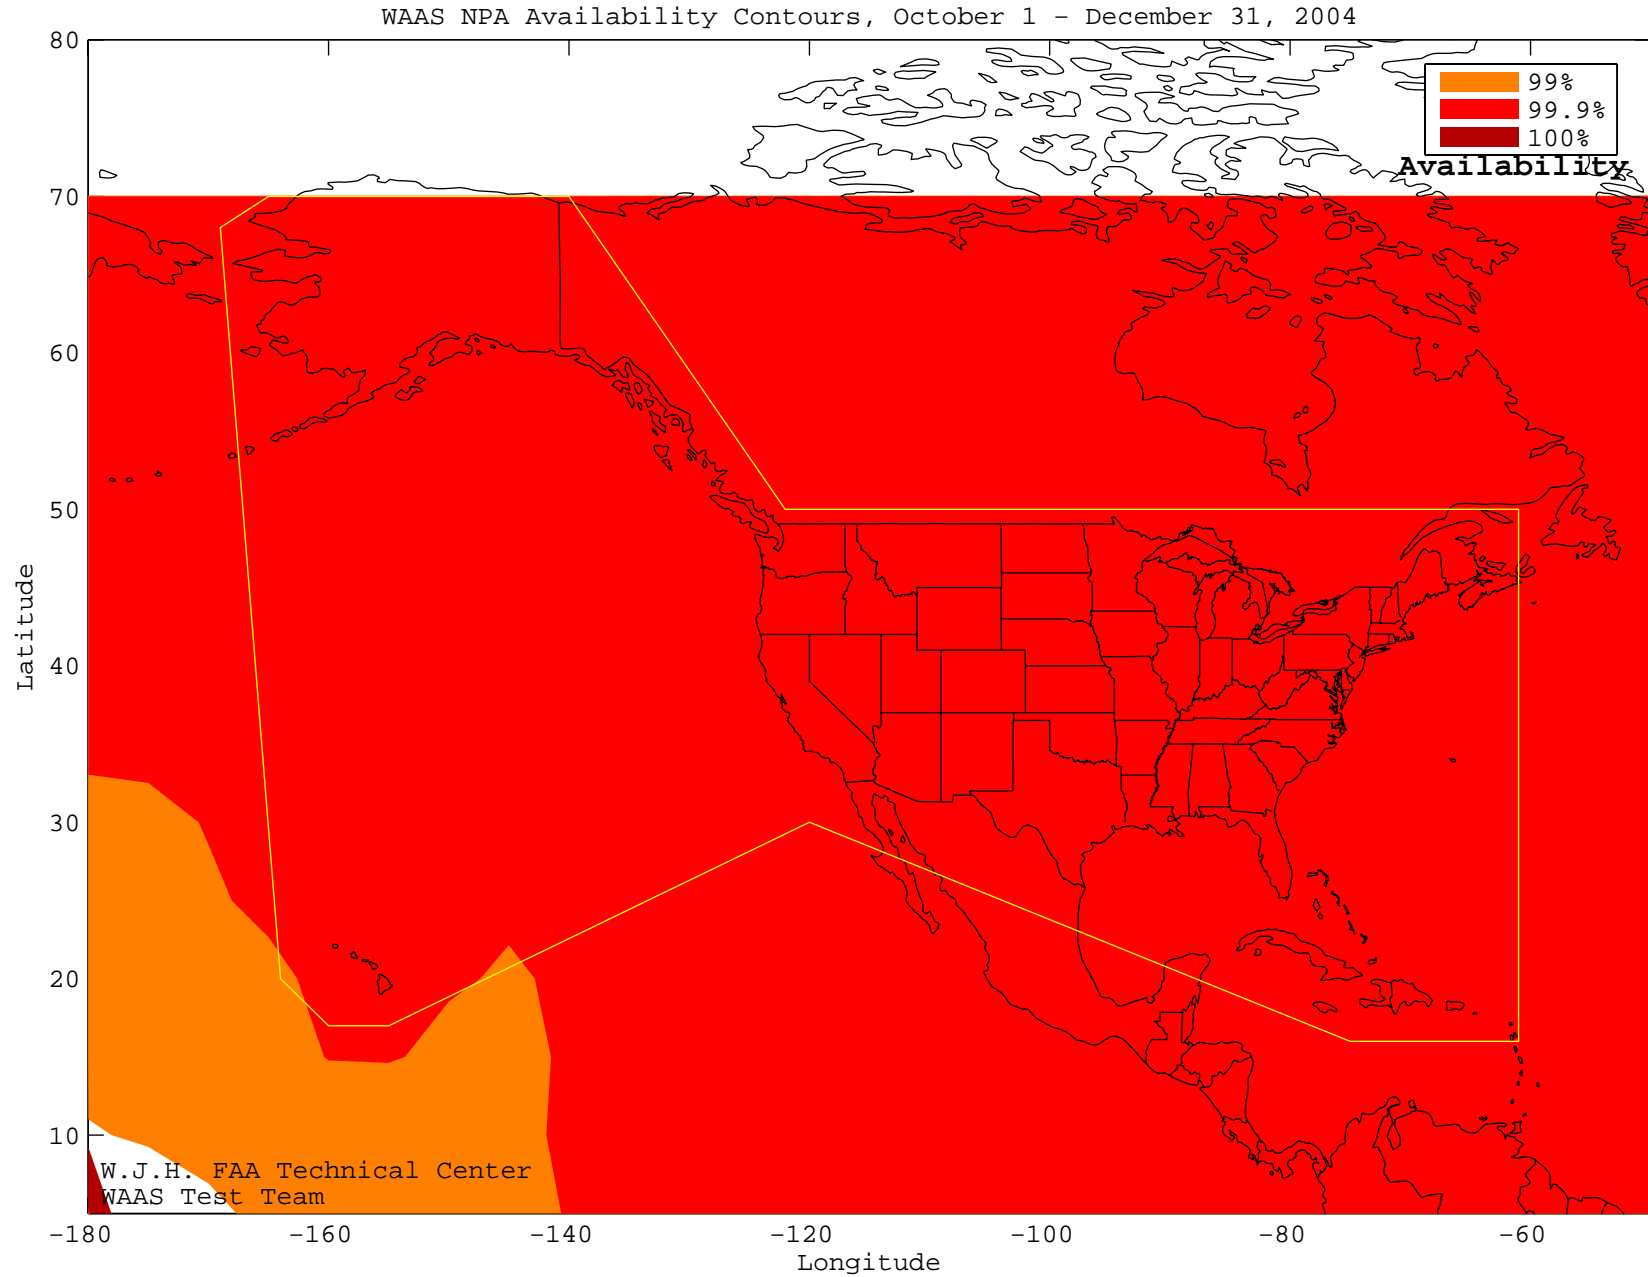 WAAS NPA Availability Contours, October 1 - December 31, 2004
80
99%
99.9%
100%
Availability
70
60
50
Latitude
40
30
20
10
W.J.H. FAA Technical Center
WAAS Test Team
-180 -160 -140 -120 -100 -80 -60
Longitude